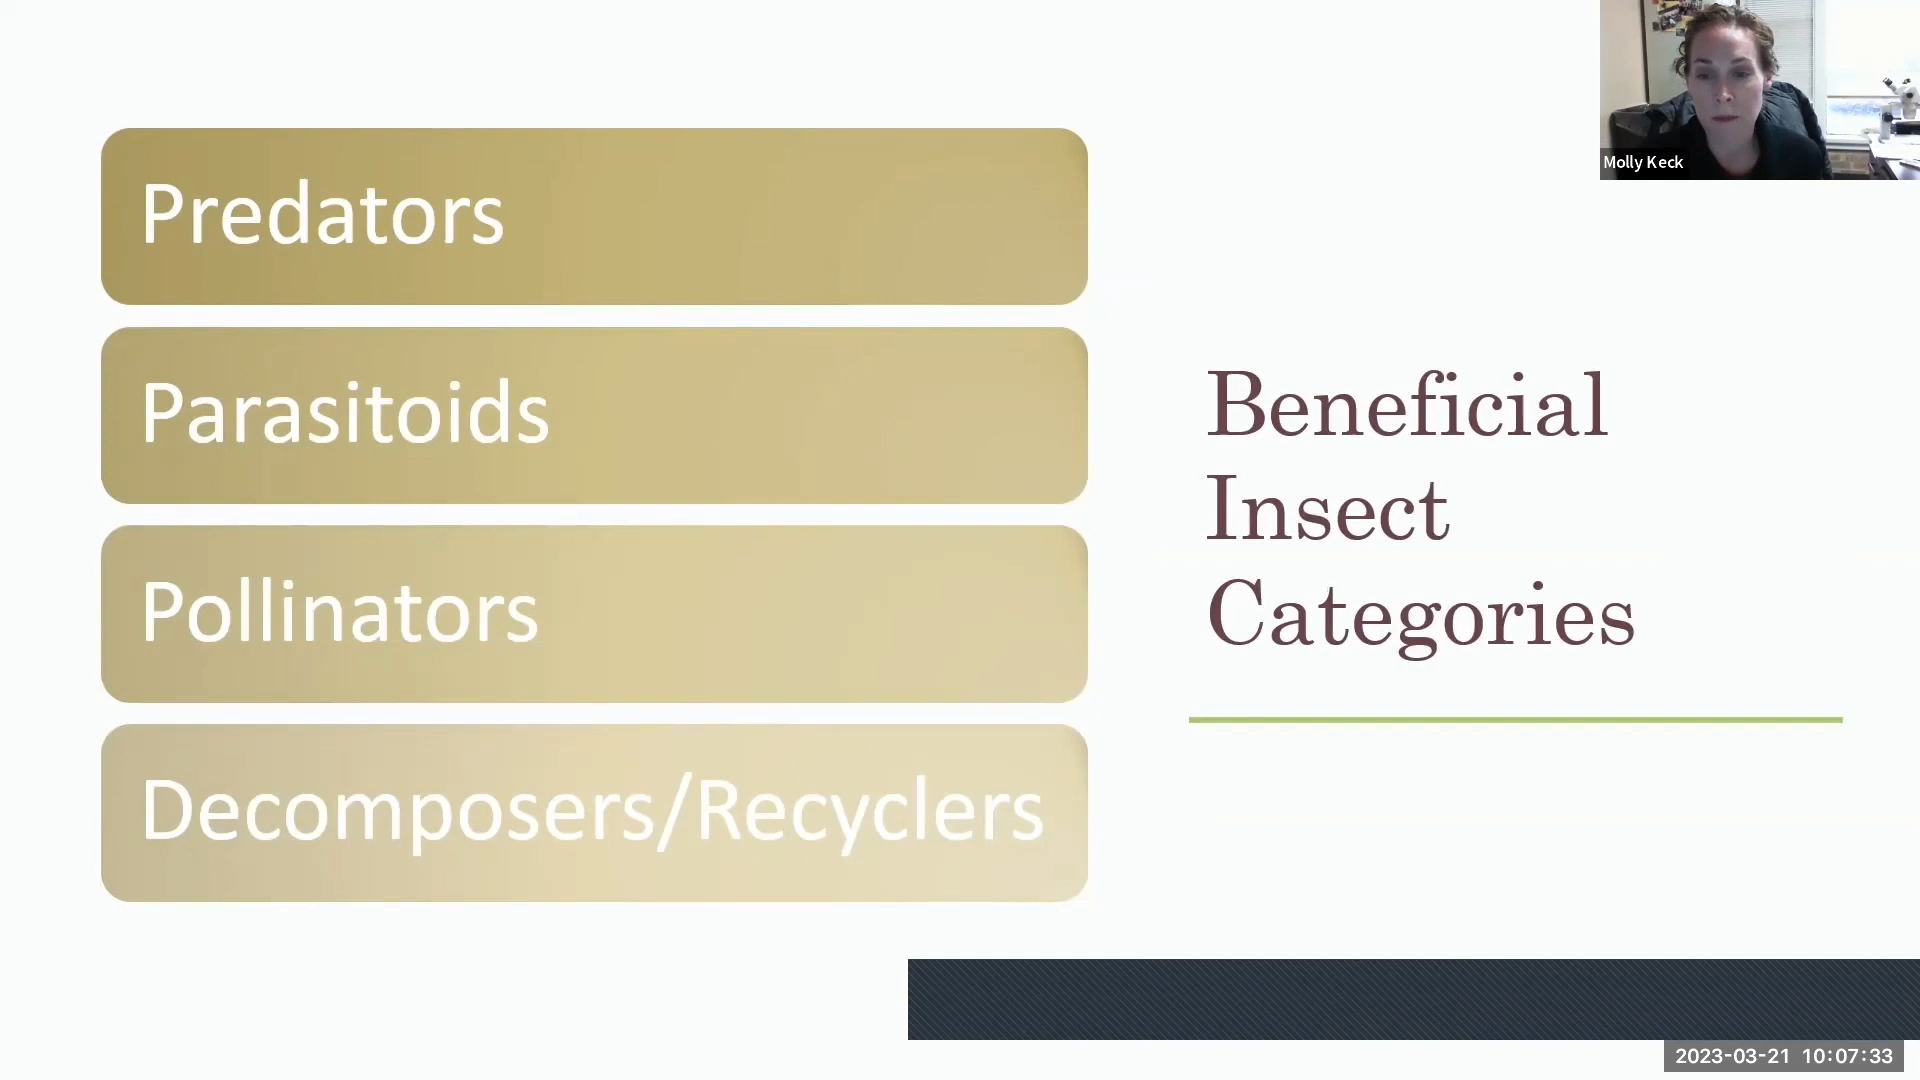 Predators
Parasitoids
Pollinators
Decomposers/Recyclers
Beneficial
Insect
Categories
Molly Keck
2023-03-21 10:07:33